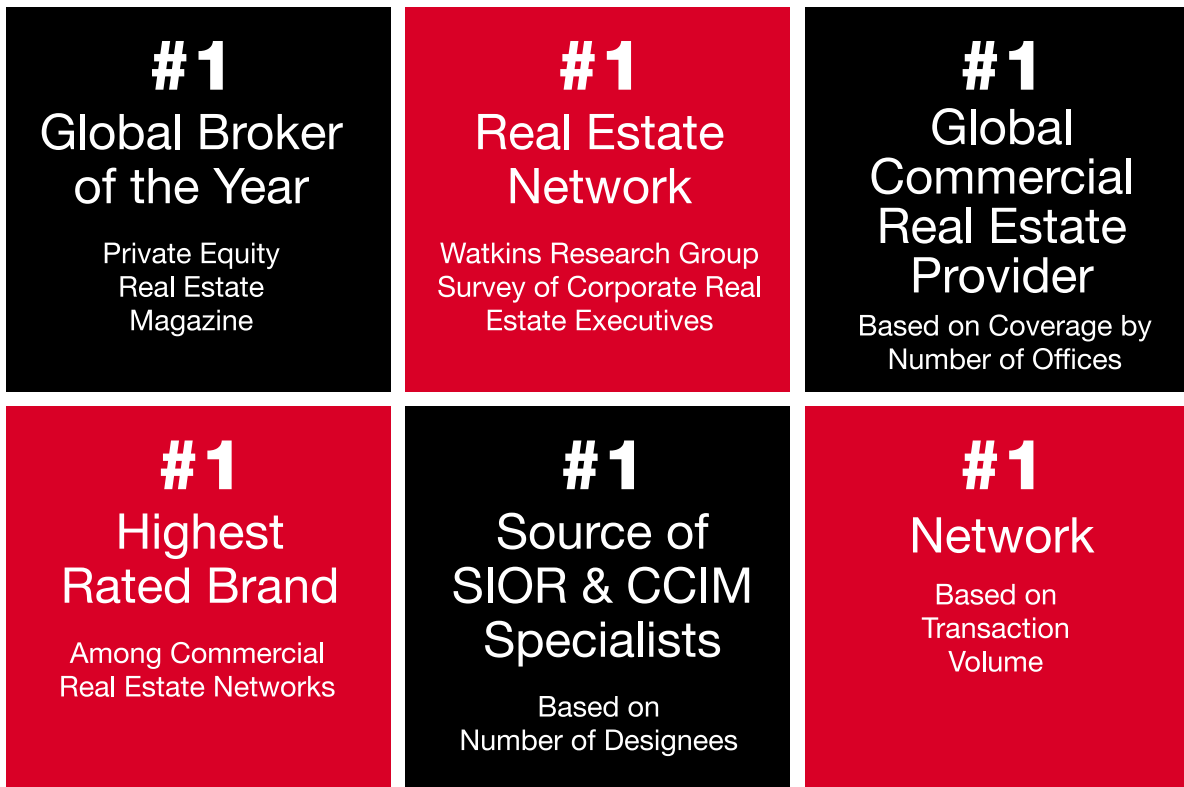 #1
Global Broker
of the Year
Private Equity
Real Estate
Magazine
#1
Real Estate
Network
Watkins Research Group
Survey of Corporate Real
Estate Executives
#1
Global
Commercial
Real Estate
Provider
Based on Coverage by
Number of Offices
#1
Highest
Rated Brand
Among Commercial
Real Estate Networks
#1
Source of
SIOR & CCIM
Specialists
Based on
Number of Designees
#1
Network
Based on
Transaction
Volume